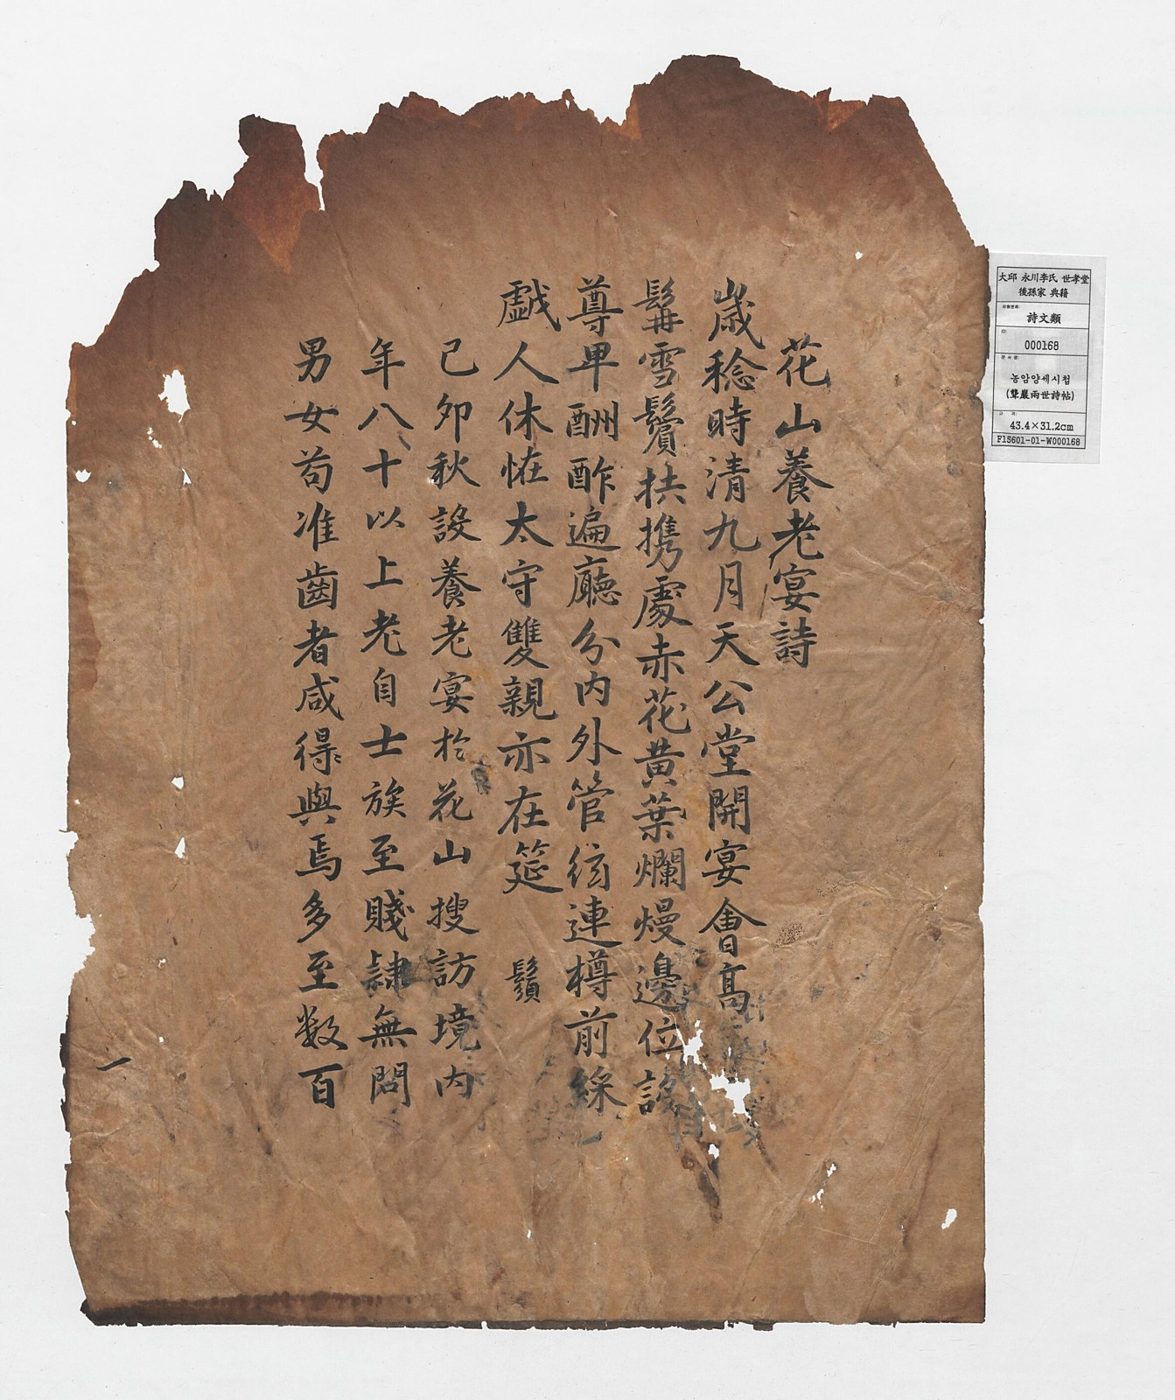 花山養老宴詩
歲稔時清九月天公堂開宴會高
髯雪鬢扶携處赤花黃葉爛熳邊位設
尊卑酬酢遍廳分內外管絃連樽前綵
戱人休恠太守雙親亦在筵 鬚
己卯秋設養老宴於花山搜訪境內
年八十以上老自士族至賤隷無問
男女苟准齒者咸得與焉多至数百
一
大邱 永川李氏 世孝堂
後孫家 典籍
詩文類
000168
농암양세시첩
(聾巖兩世詩帖)
43.4×31.2cm
F15601-01-W000168